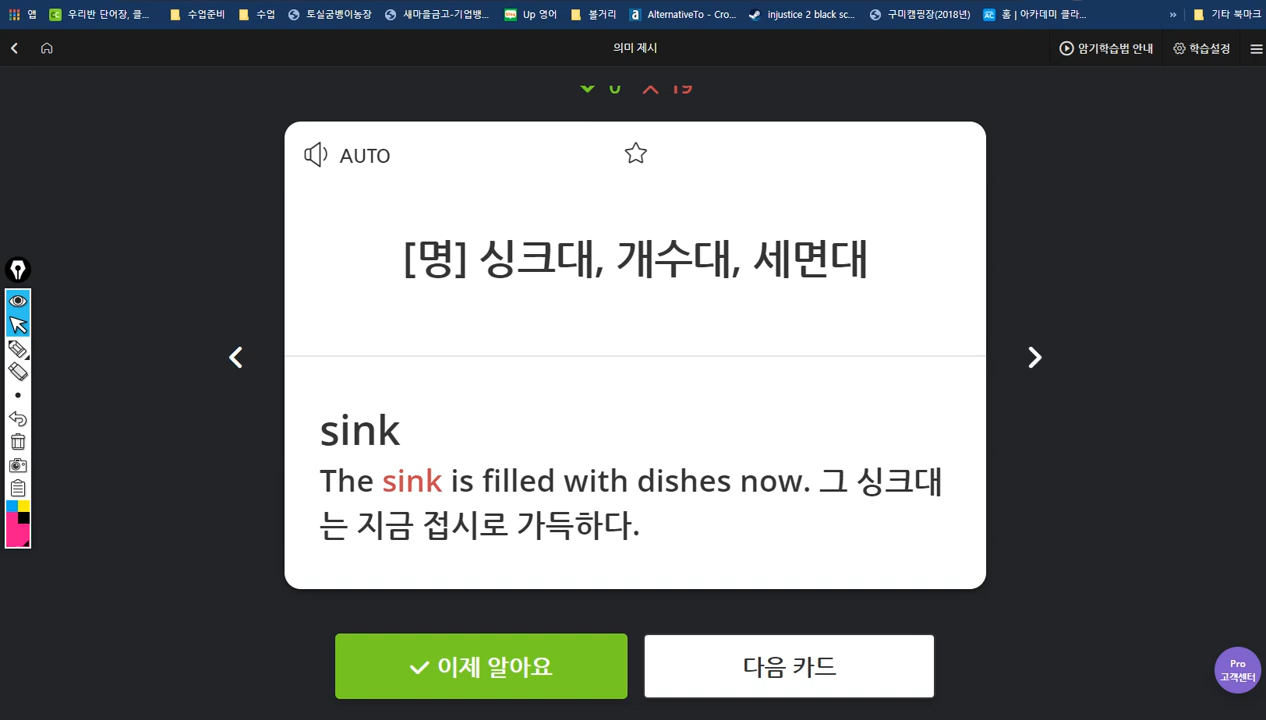 앱 우리반 단어장, 클... 수업준비 수업 토실굼벵이농장 새마을금고-기업뱅... Up 영어 볼거리 AlternativeTo - Cro... injustice 2 black sc... 구미캠핑장(2018년) 홈 | 아카데미 클라... » 기타 북마크
의미 제시 암기학습법 안내 학습설정
0 19
AUTO
[명] 싱크대, 개수대, 세면대
sink
The sink is filled with dishes now. 그 싱크대
는 지금 접시로 가득하다.
이제 알아요 다음 카드
Pro
고객센터